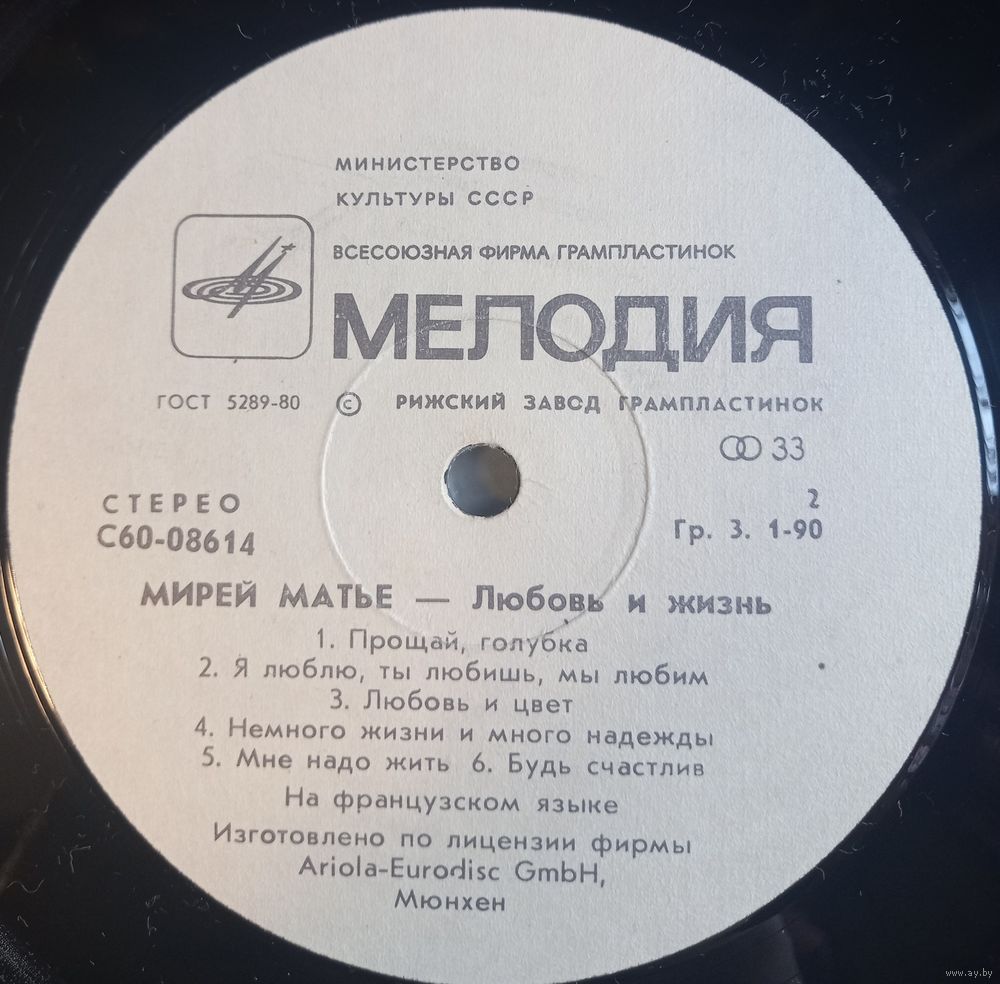 МИНИСТЕРСТВО
КУЛЬТУРЫ СССР
ВСЕСОЮЗНАЯ ФИРМА ГРАМПЛАСТИНОК
МЕЛОДИЯ
ГОСТ 5289-80 © РИЖСКИЙ ЗАВОД ГРАМПЛАСТИНОК
33
СТЕРЕО 2
С60-08614 Гр. 3. 1-90
МИРЕЙ МАТЬЕ — Любовь и жизнь
1. Прощай, голубка
2. Я люблю, ты любишь, мы любим
3. Любовь и цвет
4. Немного жизни и много надежды
5. Мне надо жить 6. Будь счастлив
На французском языке
Изготовлено по лицензии фирмы
Ariola-Eurodisc GmbH,
Мюнхен
www.ay.by